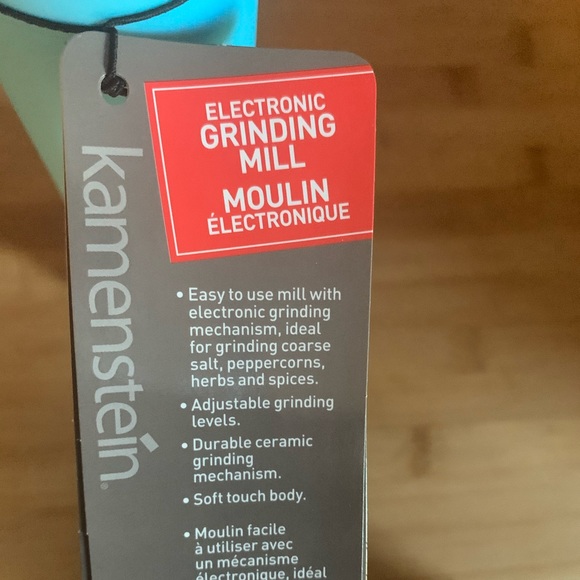 kamenstein
ELECTRONIC
GRINDING
MILL
MOULIN
ÉLECTRONIQUE
• Easy to use mill with
electronic grinding
mechanism, ideal
for grinding coarse
salt, peppercorns,
herbs and spices.
• Adjustable grinding
levels.
• Durable ceramic
grinding
mechanism.
• Soft touch body.
• Moulin facile
à utiliser avec
un mécanisme
électronique, idéal